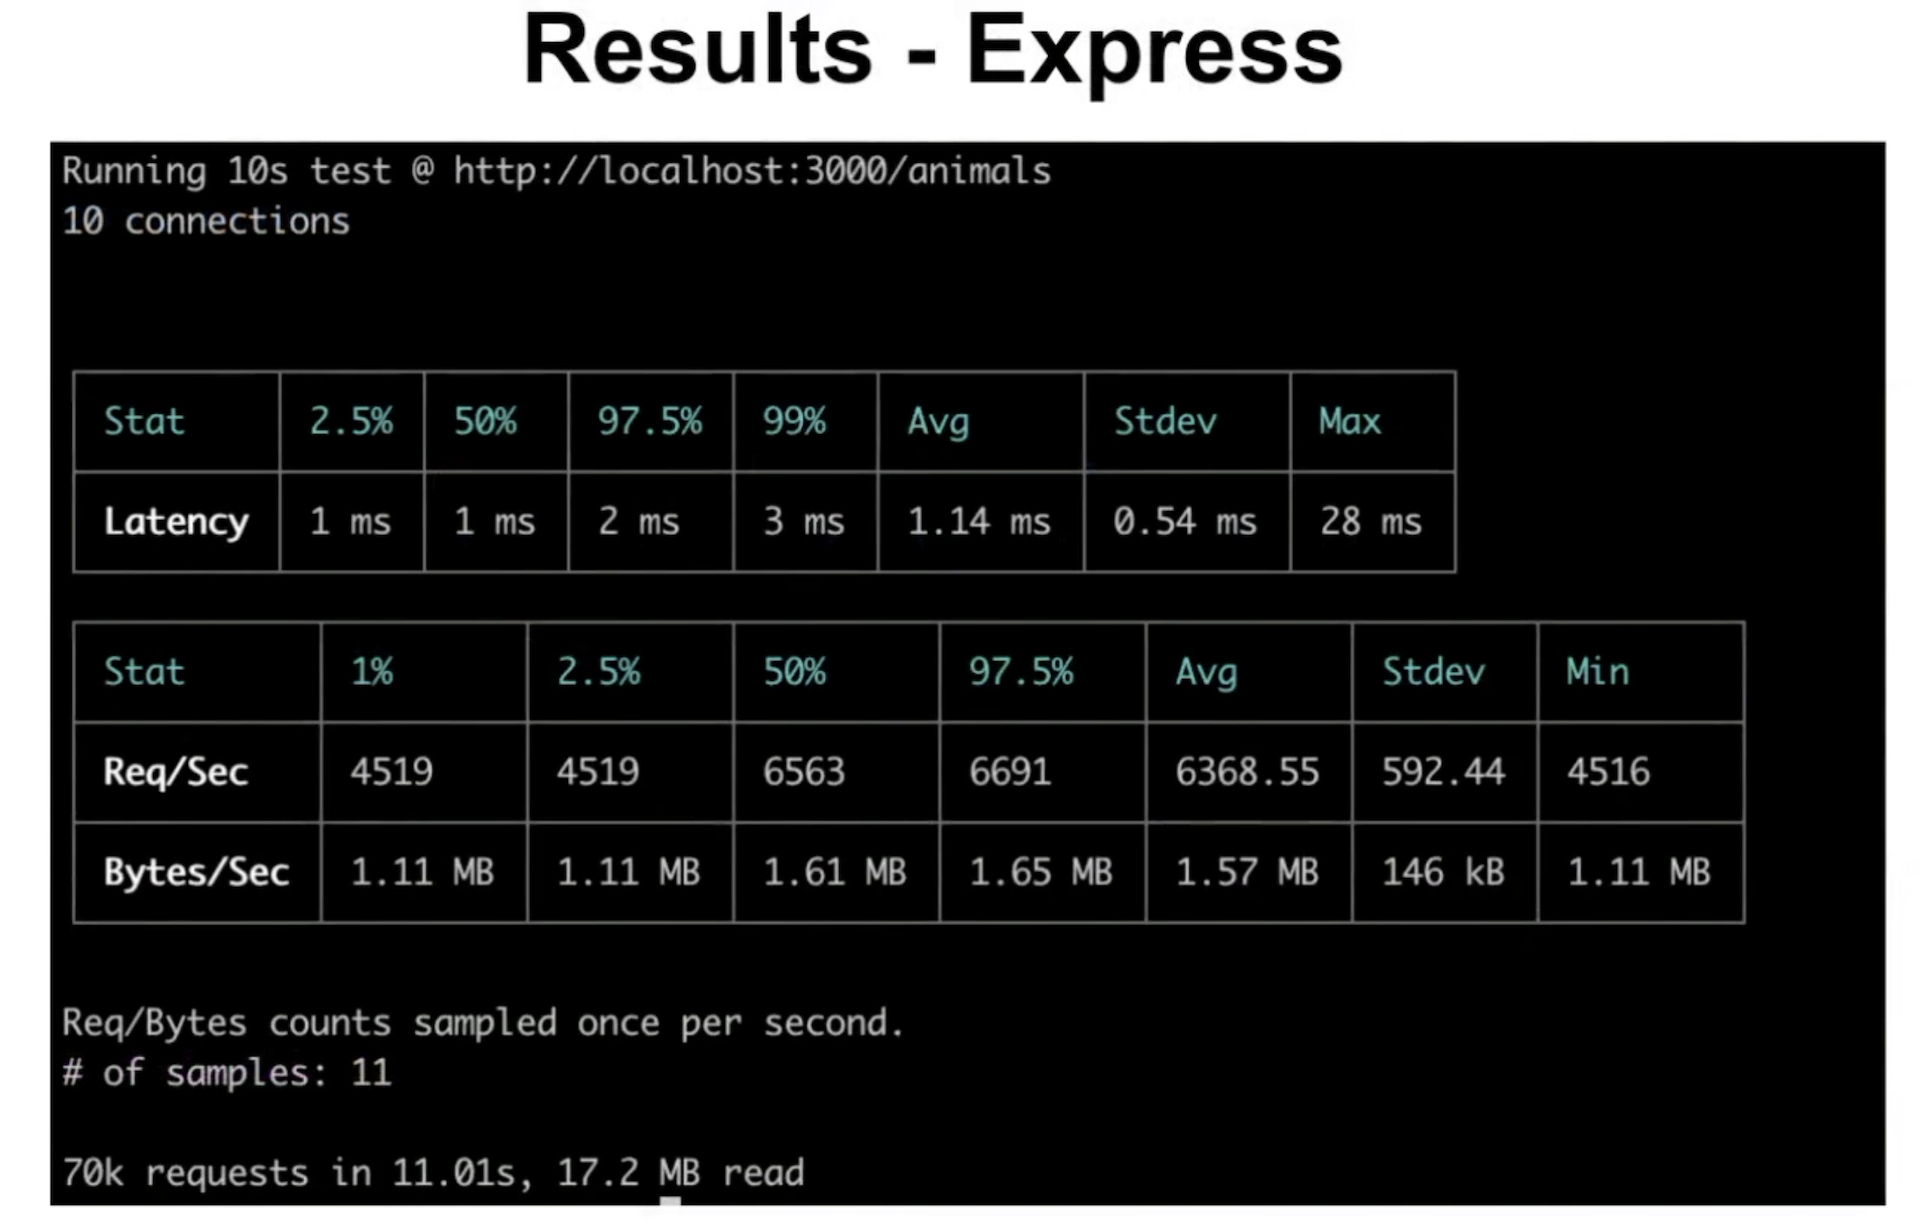 Results - Express
Running 10s test @ http://localhost:3000/animals
10 connections
Stat 2.5% 50% 97.5% 99% Avg Stdev Max
Latency 1 ms 1 ms 2 ms 3 ms 1.14 ms 0.54 ms 28 ms
Stat 1% 2.5% 50% 97.5% Avg Stdev Min
Req/Sec 4519 4519 6563 6691 6368.55 592.44 4516
Bytes/Sec 1.11 MB 1.11 MB 1.61 MB 1.65 MB 1.57 MB 146 kB 1.11 MB
Req/Bytes counts sampled once per second.
# of samples: 11
70k requests in 11.01s, 17.2 MB read